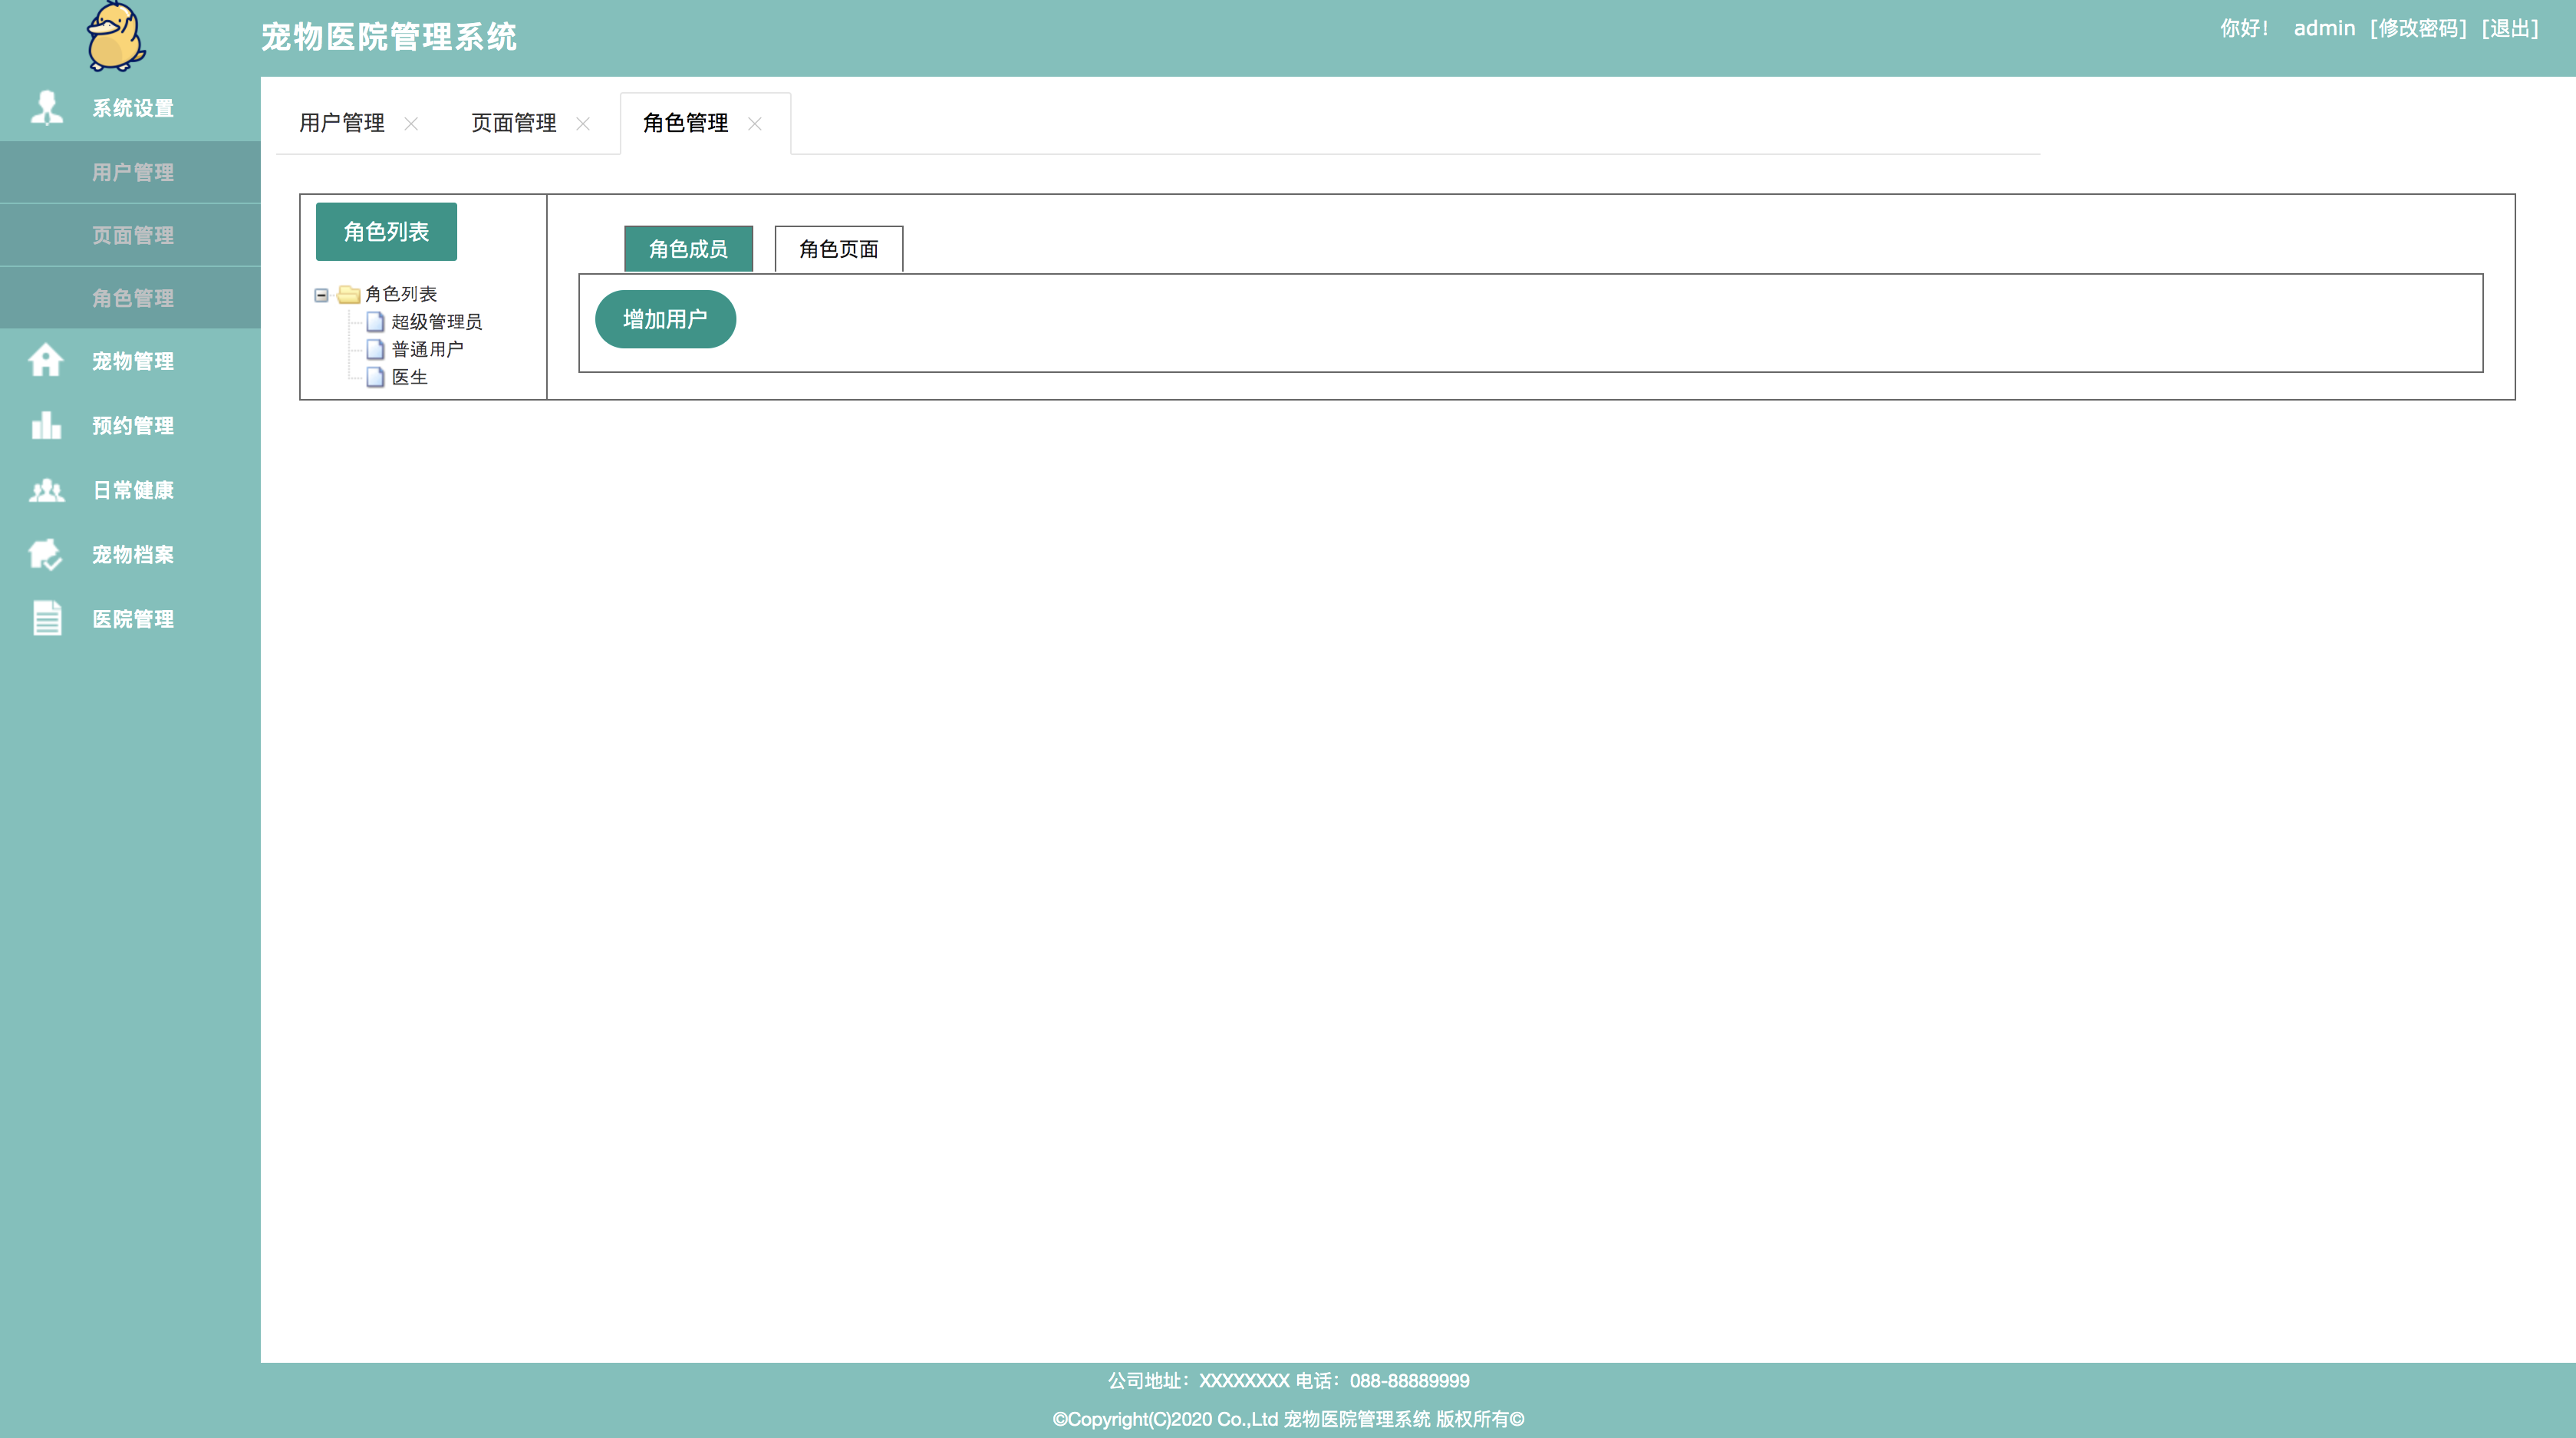 宠物医院管理系统
你好！ admin [修改密码] [退出]
系统设置
用户管理
页面管理
角色管理
宠物管理
预约管理
日常健康
宠物档案
医院管理
用户管理 页面管理 角色管理
角色列表
角色列表
超级管理员
普通用户
医生
角色成员 角色页面
增加用户
公司地址：XXXXXXXX 电话：088-88889999
©Copyright(C)2020 Co.,Ltd 宠物医院管理系统 版权所有©